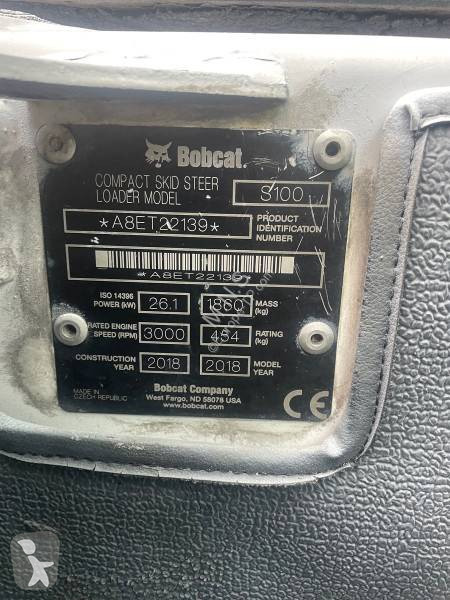 Bobcat.
COMPACT SKID STEER
LOADER MODEL
S100
*A8ET22139*
PRODUCT
IDENTIFICATION
NUMBER
*A8ET22139*
ISO 14396
POWER (kW)
26.1
1860
MASS
(kg)
RATED ENGINE
SPEED (RPM)
3000
454
RATING
(kg)
CONSTRUCTION
YEAR
2018
2018
MODEL
YEAR
MADE IN
CZECH REPUBLIC
Bobcat Company
West Fargo, ND 58078 USA
www.bobcat.com
CE